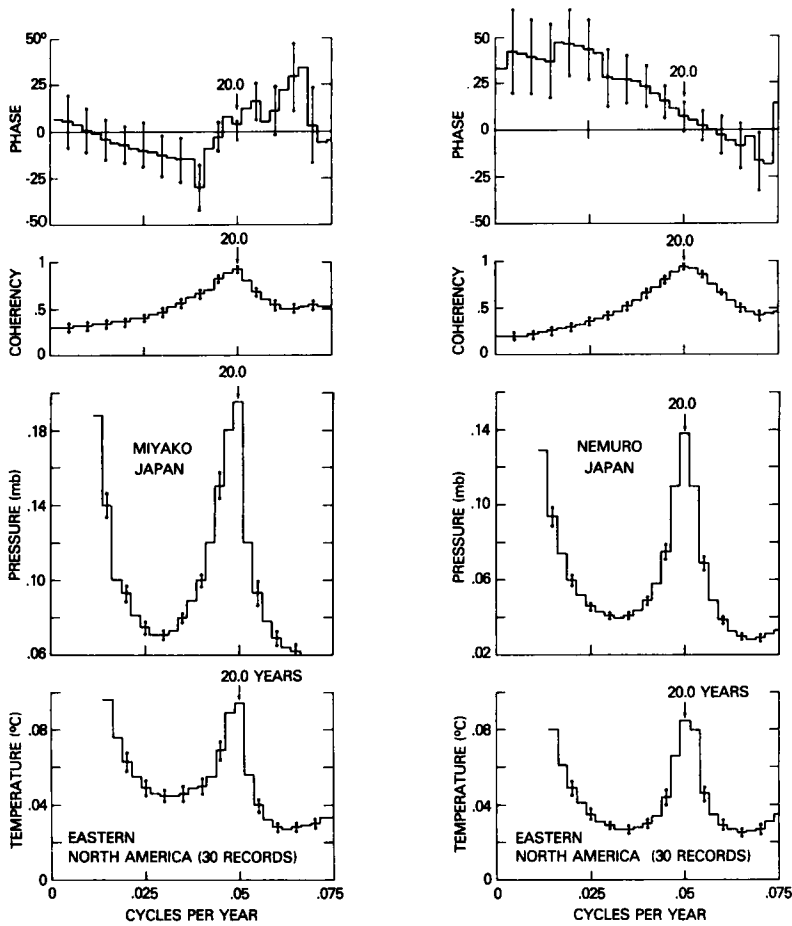 50°
25
0
-25
-50
PHASE
20.0
1
.5
0
COHERENCY
20.0
.18
.14
.10
.06
PRESSURE (mb)
20.0
MIYAKO
JAPAN
.08
.04
0
TEMPERATURE (°C)
20.0 YEARS
EASTERN
NORTH AMERICA (30 RECORDS)
0 .025 .05 .075
CYCLES PER YEAR
50
25
0
-25
-50
PHASE
20.0
1
.5
0
COHERENCY
20.0
.14
.10
.06
.02
PRESSURE (mb)
20.0
NEMURO
JAPAN
.08
.04
0
TEMPERATURE (°C)
20.0 YEARS
EASTERN
NORTH AMERICA (30 RECORDS)
0 .025 .05 .075
CYCLES PER YEAR